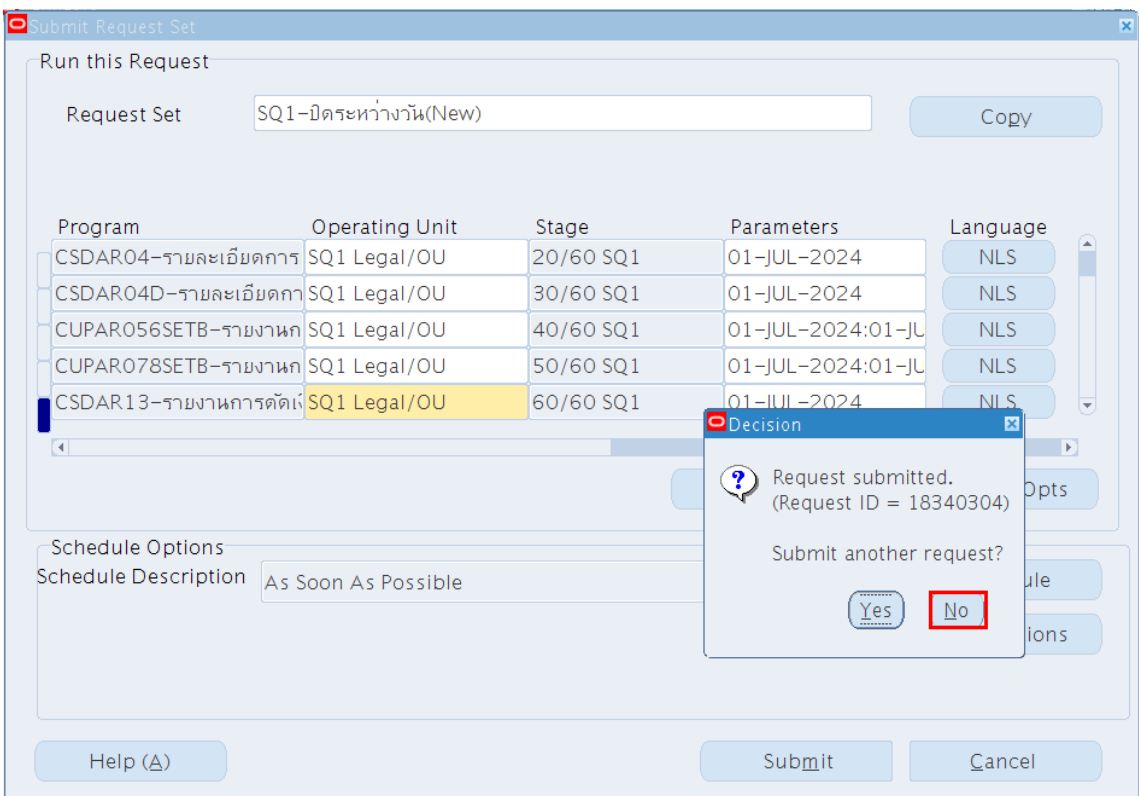 Submit Request Set
Run this Request
Request Set SQ1-ปิดระหว่างวัน(New) Copy
Program Operating Unit Stage Parameters Language
CSDAR04-รายละเอียดการ SQ1 Legal/OU 20/60 SQ1 01-JUL-2024 NLS
CSDAR04D-รายละเอียดกา SQ1 Legal/OU 30/60 SQ1 01-JUL-2024 NLS
CUPAR056SETB-รายงานก SQ1 Legal/OU 40/60 SQ1 01-JUL-2024:01-JU NLS
CUPAR078SETB-รายงานก SQ1 Legal/OU 50/60 SQ1 01-JUL-2024:01-JU NLS
CSDAR13-รายงานการตัดเ SQ1 Legal/OU 60/60 SQ1 01-JUL-2024 NLS
Decision
Request submitted.
(Request ID = 18340304)
Submit another request?
Yes No
Opts
Schedule Options
Schedule Description As Soon As Possible
ule
ions
Help (A) Submit Cancel